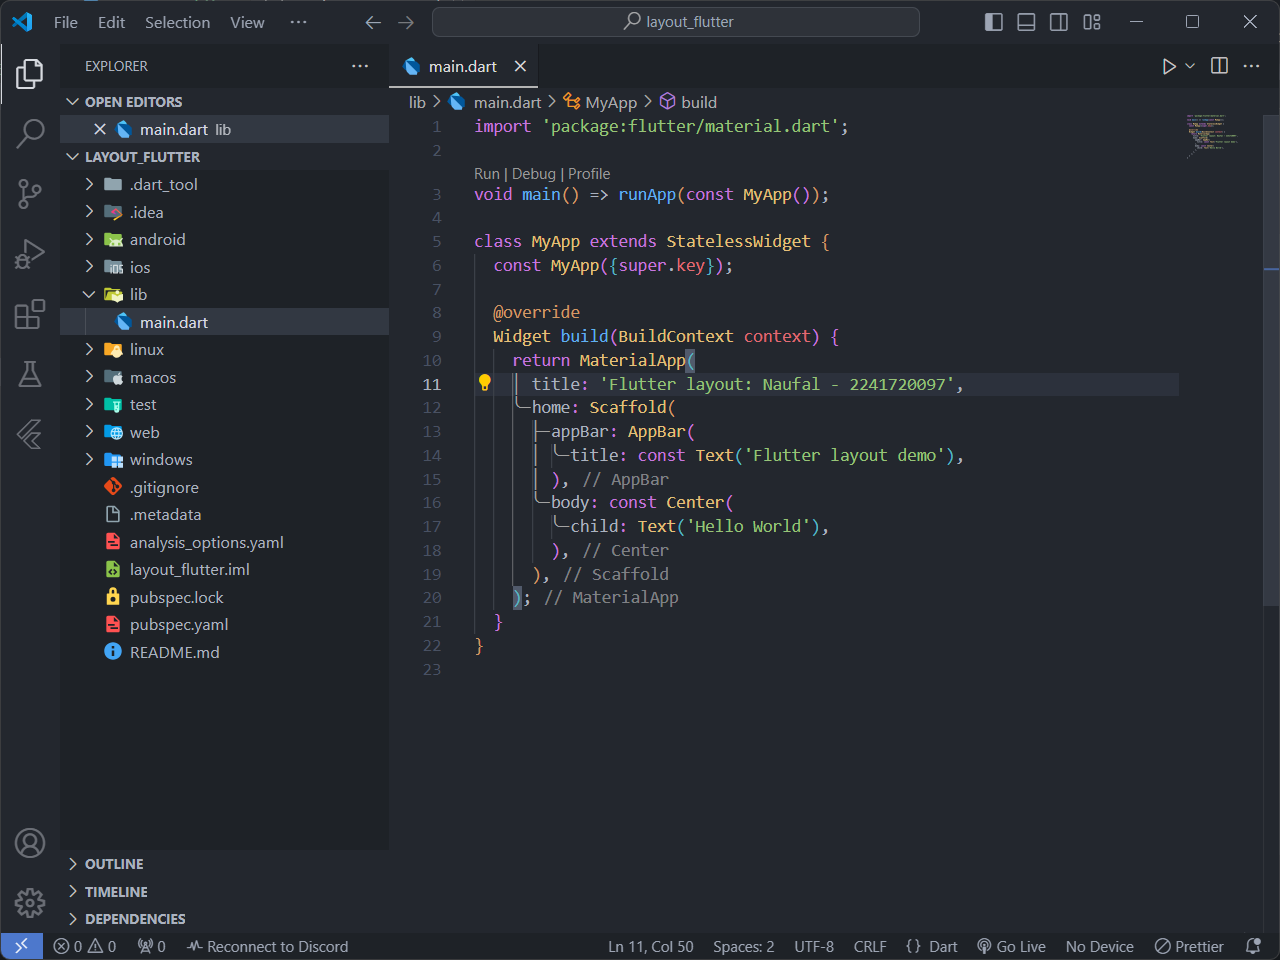 File Edit Selection View ··· layout_flutter
EXPLORER ···
OPEN EDITORS
main.dart lib
LAYOUT_FLUTTER
.dart_tool
.idea
android
ios
lib
main.dart
linux
macos
test
web
windows
.gitignore
.metadata
analysis_options.yaml
layout_flutter.iml
pubspec.lock
pubspec.yaml
README.md
OUTLINE
TIMELINE
DEPENDENCIES
main.dart
lib > main.dart > MyApp > build
1 import 'package:flutter/material.dart';
2
Run | Debug | Profile
3 void main() => runApp(const MyApp());
4
5 class MyApp extends StatelessWidget {
6 const MyApp({super.key});
7
8 @override
9 Widget build(BuildContext context) {
10 return MaterialApp(
11 title: 'Flutter layout: Naufal - 2241720097',
12 home: Scaffold(
13 appBar: AppBar(
14 title: const Text('Flutter layout demo'),
15 ), // AppBar
16 body: const Center(
17 child: Text('Hello World'),
18 ), // Center
19 ), // Scaffold
20 ); // MaterialApp
21 }
22 }
23
0 0 0 Reconnect to Discord Ln 11, Col 50 Spaces: 2 UTF-8 CRLF {} Dart Go Live No Device Prettier